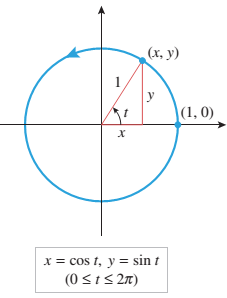 (x, y)
1
y
t
(1, 0)
x
x = cos t, y = sin t
(0 ≤ t ≤ 2π)